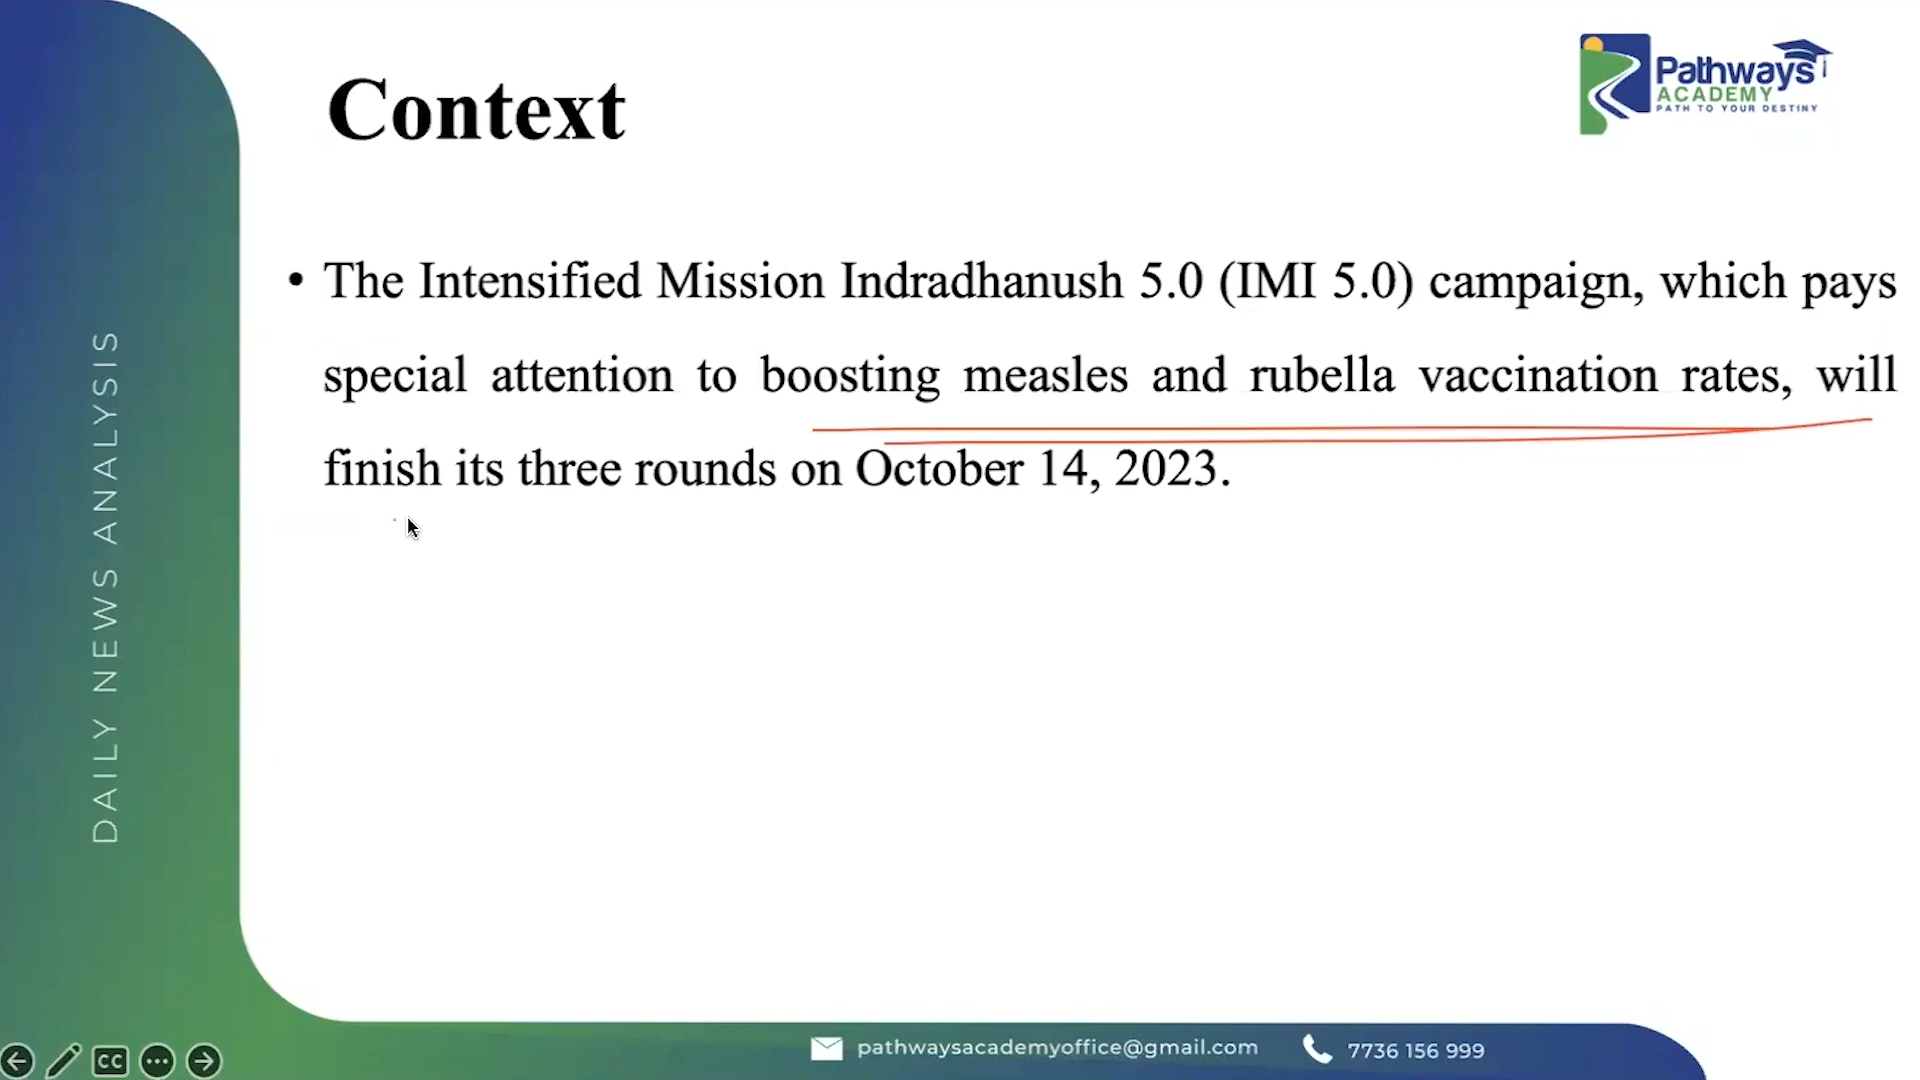 Context
Pathways
ACADEMY
PATH TO YOUR DESTINY
• The Intensified Mission Indradhanush 5.0 (IMI 5.0) campaign, which pays
special attention to boosting measles and rubella vaccination rates, will
finish its three rounds on October 14, 2023.
DAILY NEWS ANALYSIS
pathwaysacademyoffice@gmail.com
7736 156 999
CC